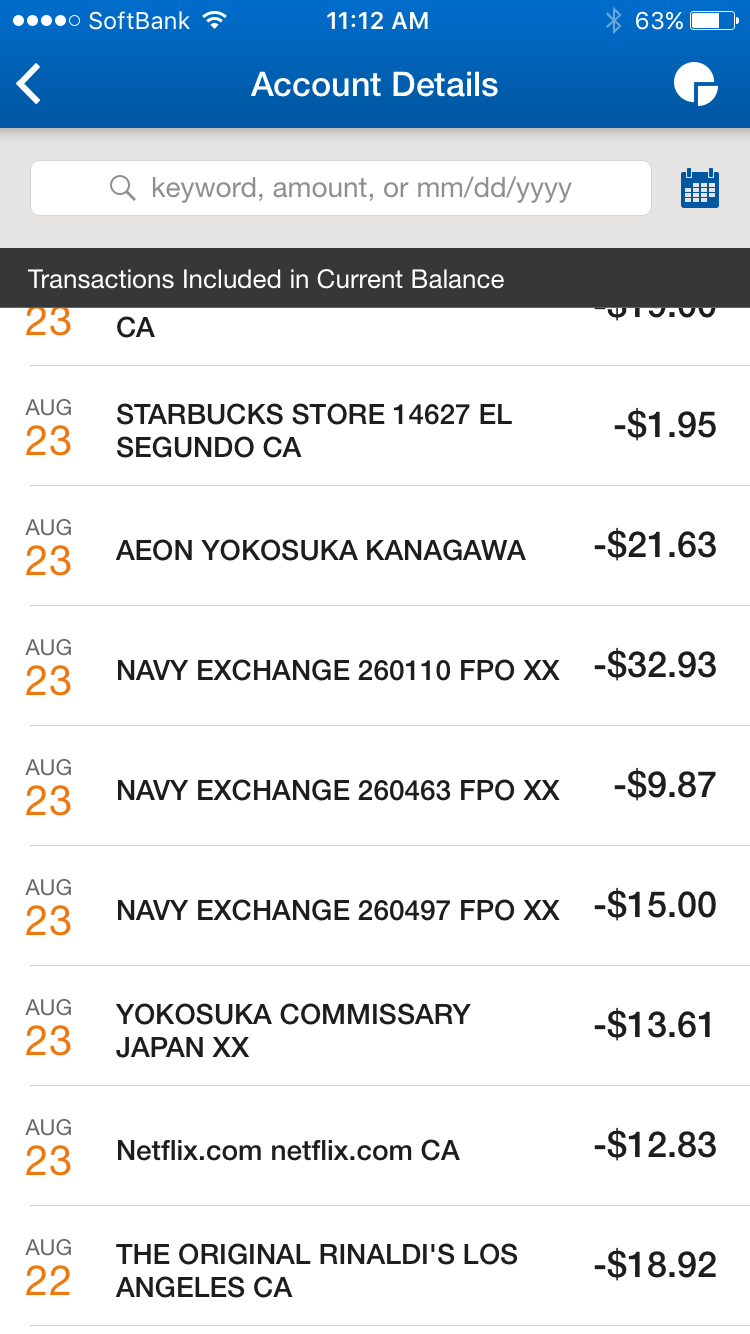 SoftBank 11:12 AM 63%
Account Details
keyword, amount, or mm/dd/yyyy
Transactions Included in Current Balance
23 CA
AUG 23 STARBUCKS STORE 14627 EL
SEGUNDO CA -$1.95
AUG 23 AEON YOKOSUKA KANAGAWA -$21.63
AUG 23 NAVY EXCHANGE 260110 FPO XX -$32.93
AUG 23 NAVY EXCHANGE 260463 FPO XX -$9.87
AUG 23 NAVY EXCHANGE 260497 FPO XX -$15.00
AUG 23 YOKOSUKA COMMISSARY
JAPAN XX -$13.61
AUG 23 Netflix.com netflix.com CA -$12.83
AUG 22 THE ORIGINAL RINALDI'S LOS
ANGELES CA -$18.92